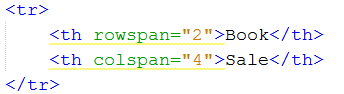 <tr>
<th rowspan="2">Book</th>
<th colspan="4">Sale</th>
</tr>